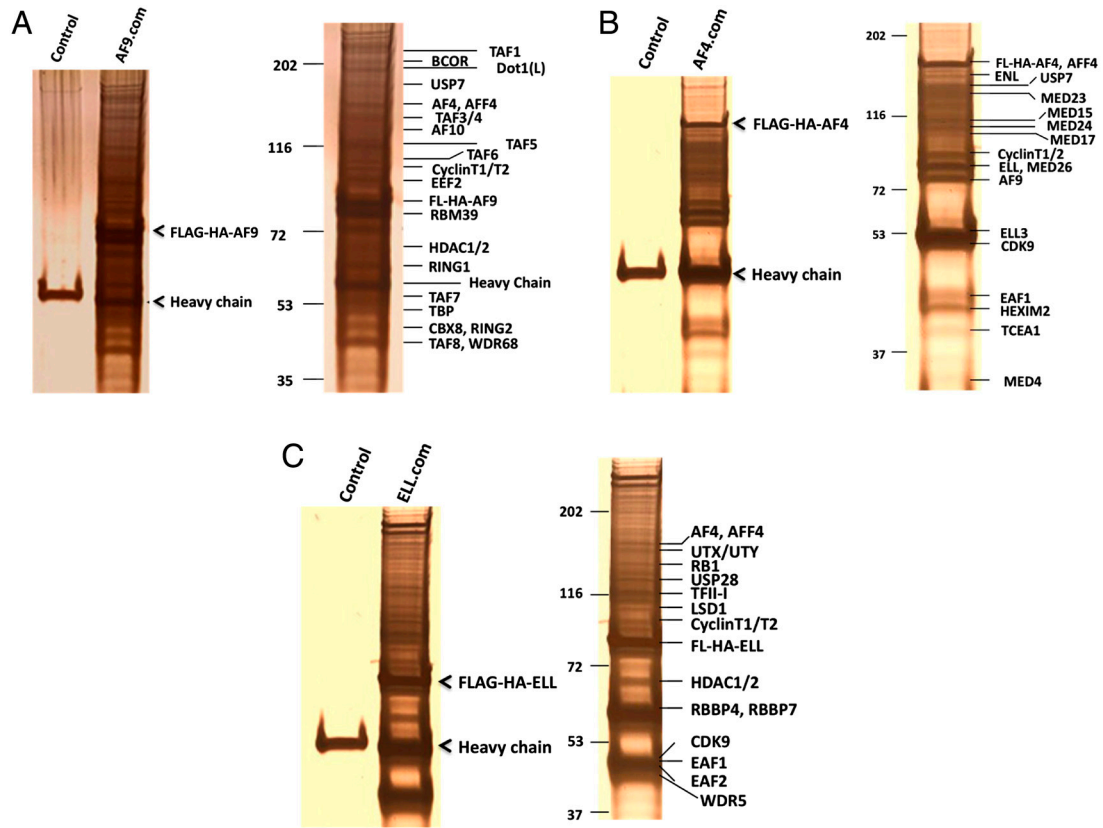 A
Control
AF9.com
FLAG-HA-AF9
Heavy chain
202
116
72
53
35
TAF1
BCOR
Dot1(L)
USP7
AF4, AFF4
TAF3/4
AF10
TAF5
TAF6
CyclinT1/T2
EEF2
FL-HA-AF9
RBM39
HDAC1/2
RING1
Heavy Chain
TAF7
TBP
CBX8, RING2
TAF8, WDR68
B
Control
AF4.com
FLAG-HA-AF4
Heavy chain
202
116
72
53
37
FL-HA-AF4, AFF4
ENL
USP7
MED23
MED15
MED24
MED17
CyclinT1/2
ELL, MED26
AF9
ELL3
CDK9
EAF1
HEXIM2
TCEA1
MED4
C
Control
ELL.com
FLAG-HA-ELL
Heavy chain
202
116
72
53
37
AF4, AFF4
UTX/UTY
RB1
USP28
TFII-I
LSD1
CyclinT1/T2
FL-HA-ELL
HDAC1/2
RBBP4, RBBP7
CDK9
EAF1
EAF2
WDR5